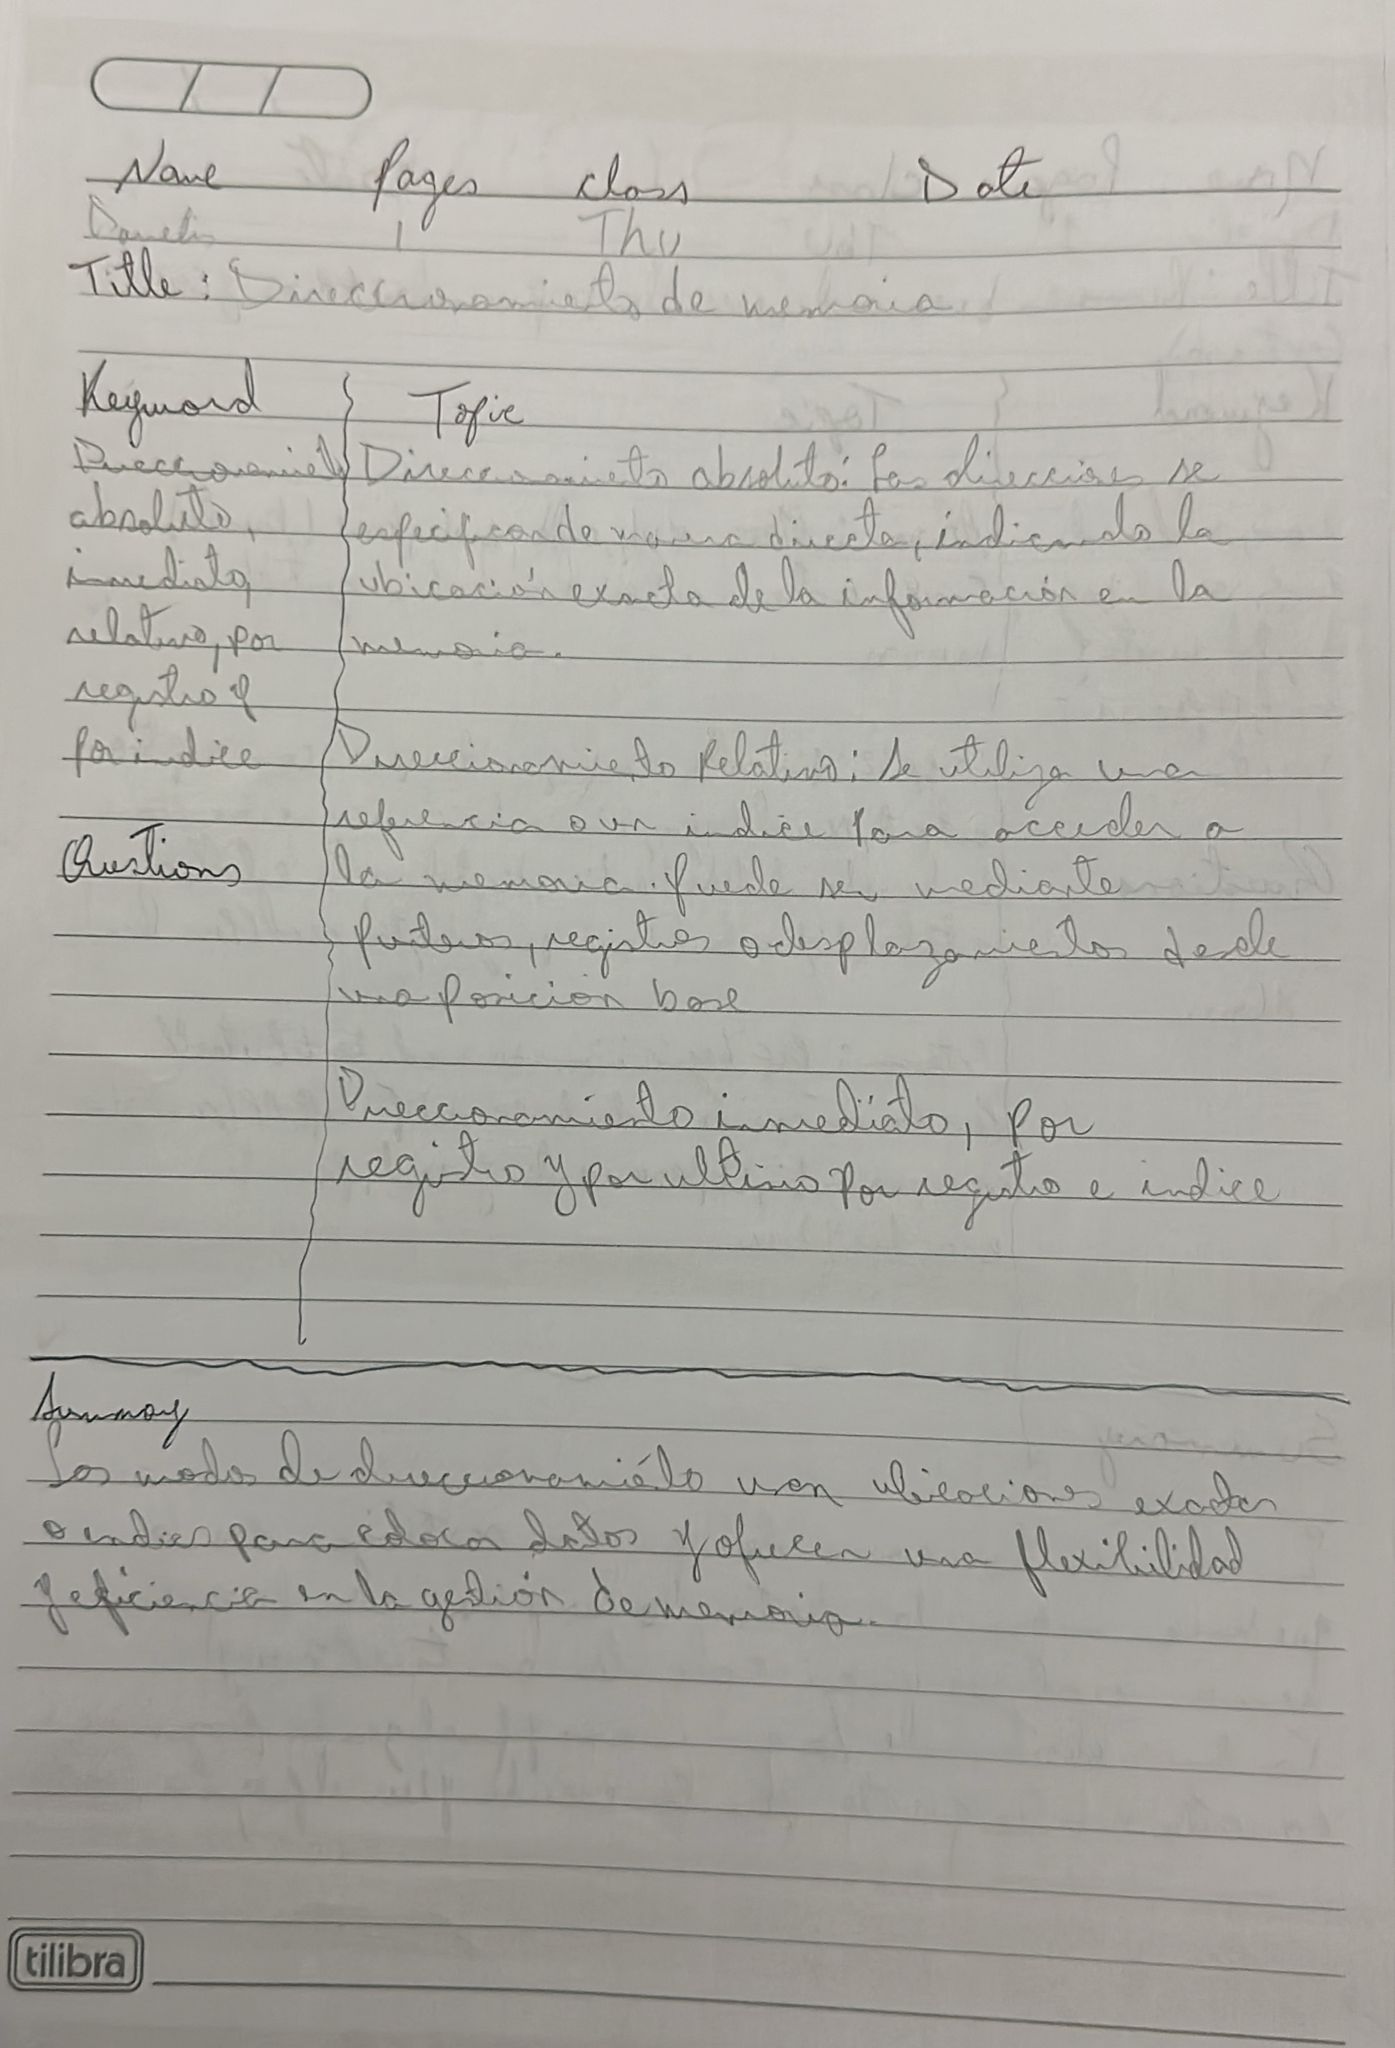 Name Pages class Date
1 Thu
Title: Direccionamiento de memoria.
Keyword Topic
Direccionamiento
absoluto,
inmediato,
relativo, por
registro y
por indice
Direccionamiento absoluto: Las direcciones se
especifican de manera directa, indicando la
ubicación exacta de la información en la
memoria.
Direccionamiento Relativo: Se utiliza una
referencia o un indice para acceder a
la memoria. Puede ser mediante
punteros, registros o desplazamientos desde
una posición base
Direccionamiento inmediato, por
registro y por ultimo por registro e indice
Questions
Summary
Los modos de direccionamiento usan ubicaciones exactas
o indices para datos y ofrecen una flexibilidad
y eficiencia en la gestión de memoria.
tilibra